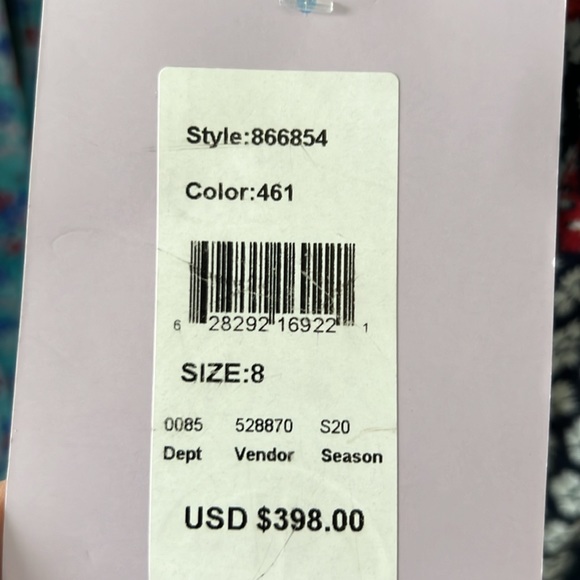 Style:866854
Color:461
6 28292 16922 1
SIZE:8
0085 528870 S20
Dept Vendor Season
USD $398.00